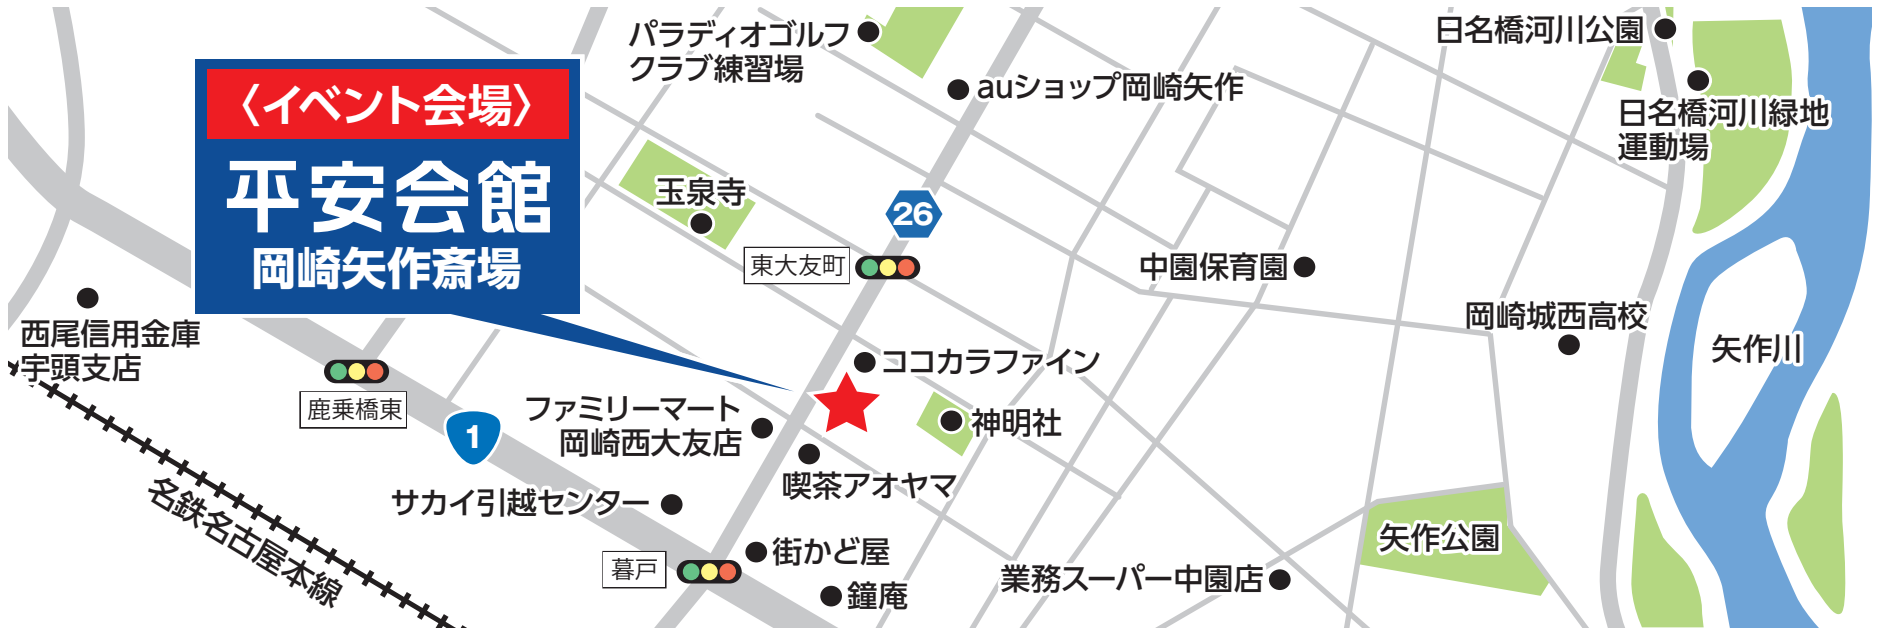 パラディオゴルフ
クラブ練習場
auショップ岡崎矢作
日名橋河川公園
日名橋河川緑地
運動場
〈イベント会場〉
平安会館
岡崎矢作斎場
玉泉寺
26
東大友町
中園保育園
岡崎城西高校
矢作川
西尾信用金庫
宇頭支店
鹿乗橋東
1
ココカラファイン
ファミリーマート
岡崎西大友店
神明社
喫茶アオヤマ
サカイ引越センター
名鉄名古屋本線
暮戸
街かど屋
鐘庵
業務スーパー中園店
矢作公園